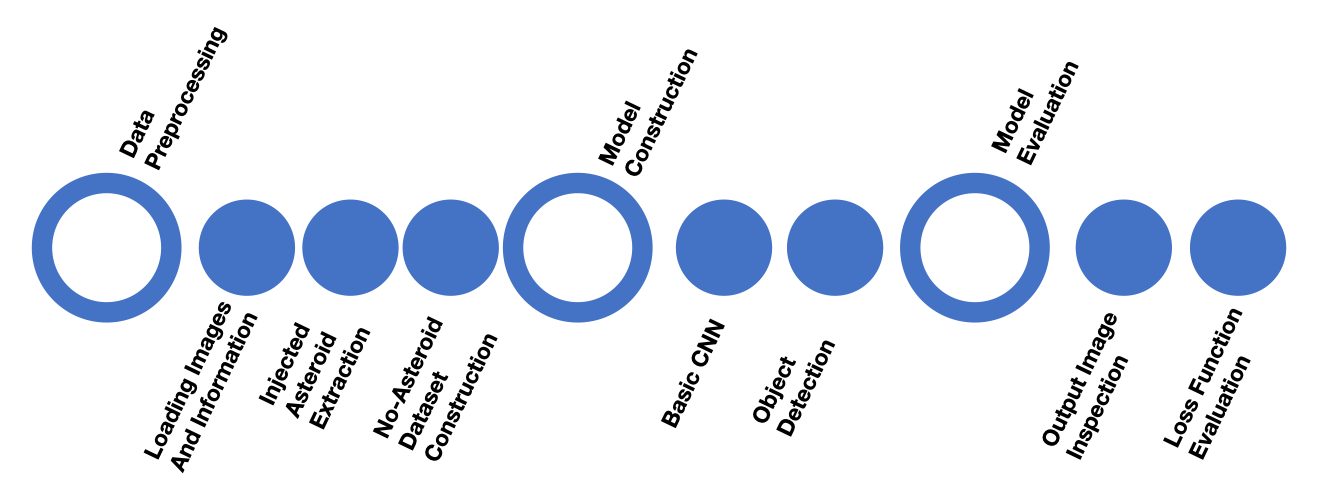 Data
Preprocessing
Loading Images
And Information
Injected
Asteroid
Extraction
No-Asteroid
Dataset
Construction
Model
Construction
Basic CNN
Object
Detection
Model
Evaluation
Output Image
Inspection
Loss Function
Evaluation